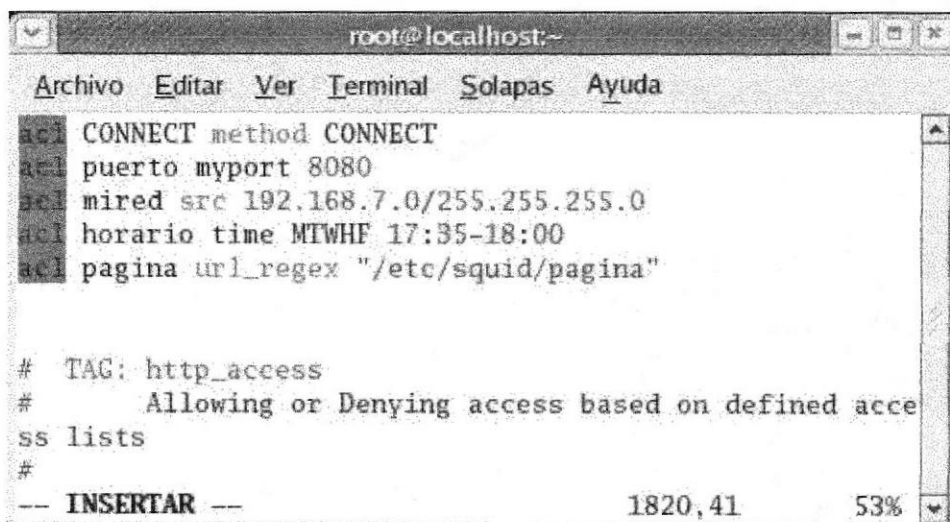 root@localhost:~
Archivo Editar Ver Terminal Solapas Ayuda
acl CONNECT method CONNECT
acl puerto myport 8080
acl mired src 192.168.7.0/255.255.255.0
acl horario time MTWHF 17:35-18:00
acl pagina url_regex "/etc/squid/pagina"
# TAG: http_access
# Allowing or Denying access based on defined acce
ss lists
#
-- INSERTAR -- 1820,41 53%